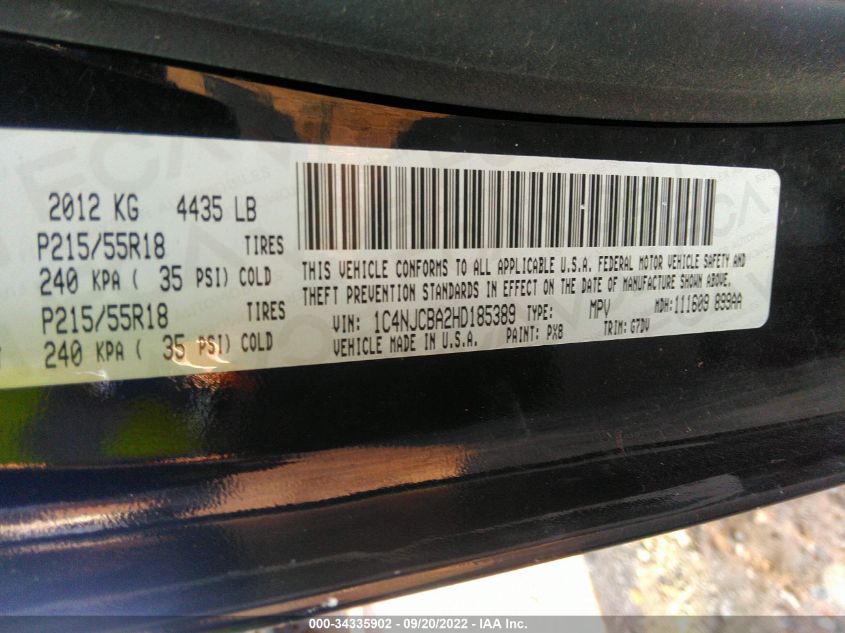 2012 KG 4435 LB
P215/55R18 TIRES
240 KPA ( 35 PSI) COLD
P215/55R18 TIRES
240 KPA ( 35 PSI) COLD
THIS VEHICLE CONFORMS TO ALL APPLICABLE U.S.A. FEDERAL MOTOR VEHICLE SAFETY AND
THEFT PREVENTION STANDARDS IN EFFECT ON THE DATE OF MANUFACTURE SHOWN ABOVE.
VIN: 1C4NJCBA2HD185389 TYPE: MPV MDH:111609 899AA
VEHICLE MADE IN U.S.A. PAINT: PX8 TRIM: G7DV
000-34335902 - 09/20/2022 - IAA Inc.